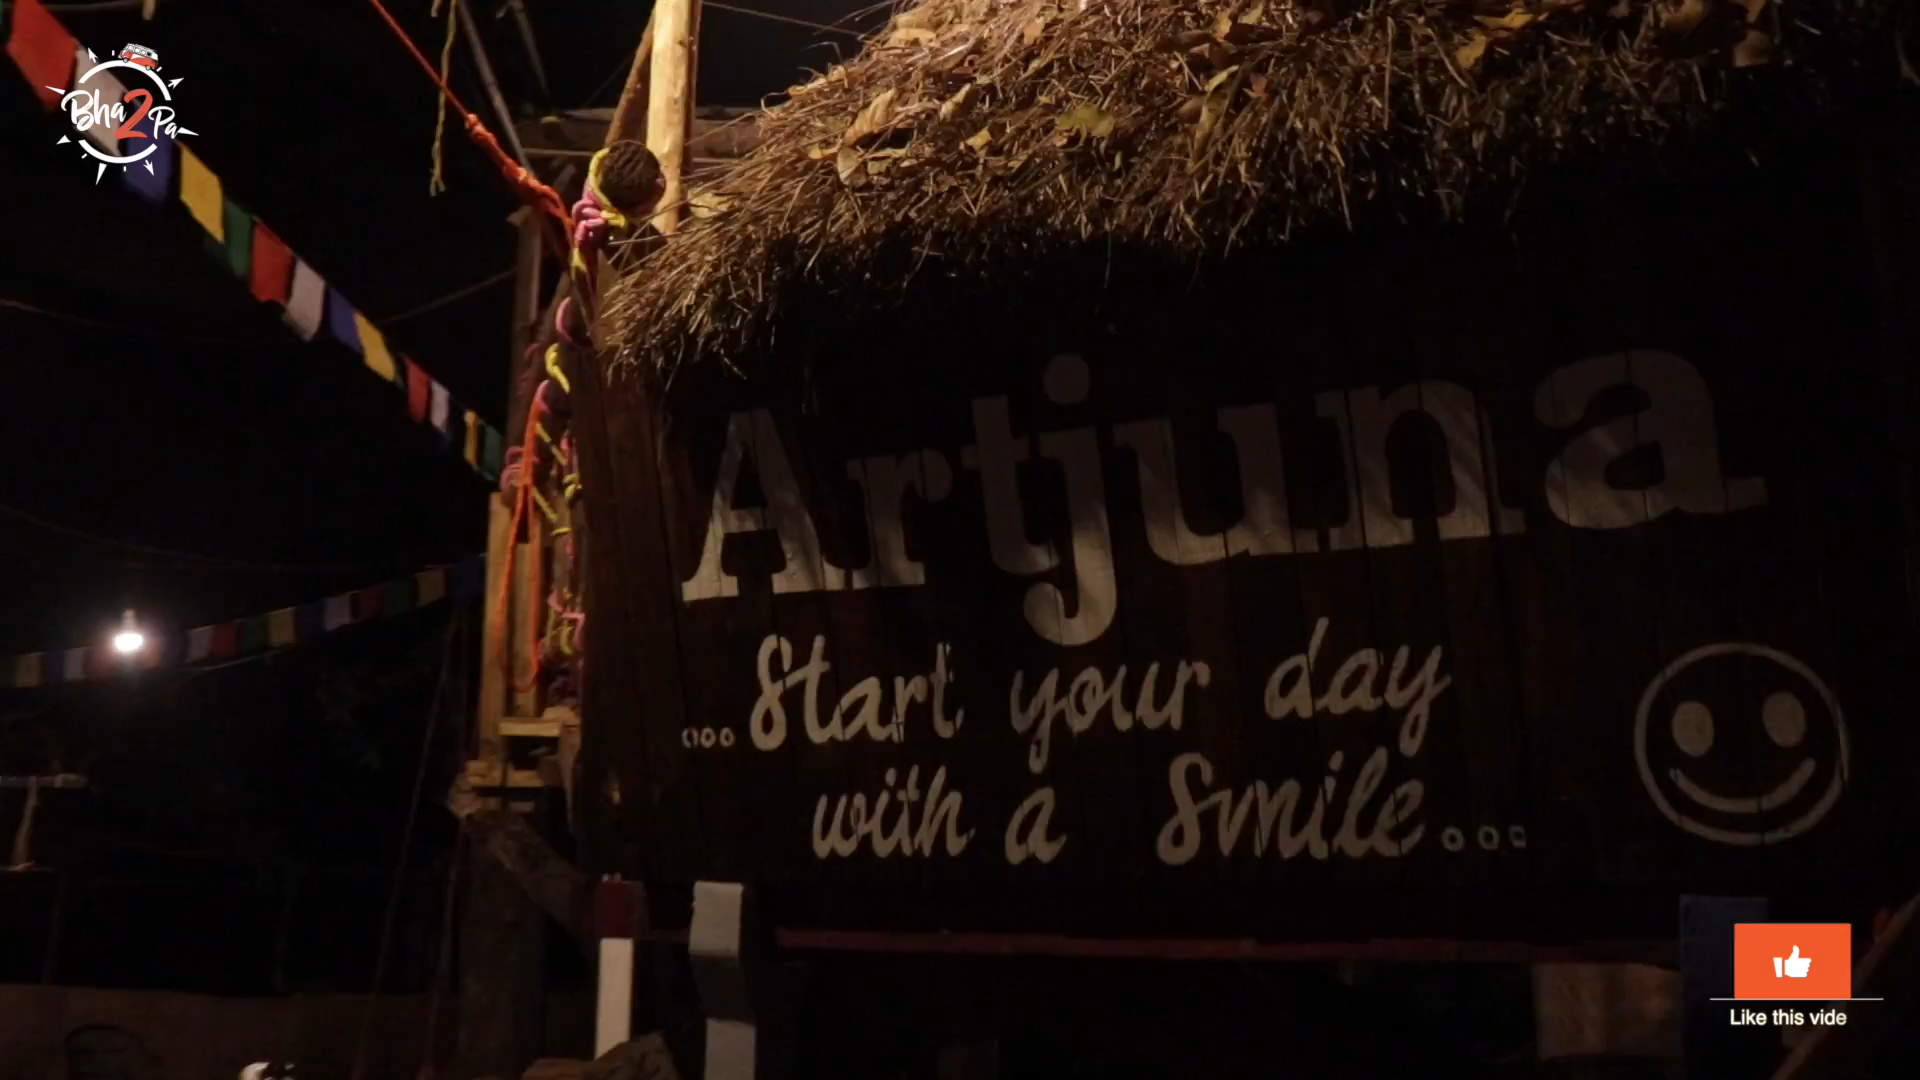 Bha2Pa
Artjuna
...Start your day
with a Smile...
Like this vide